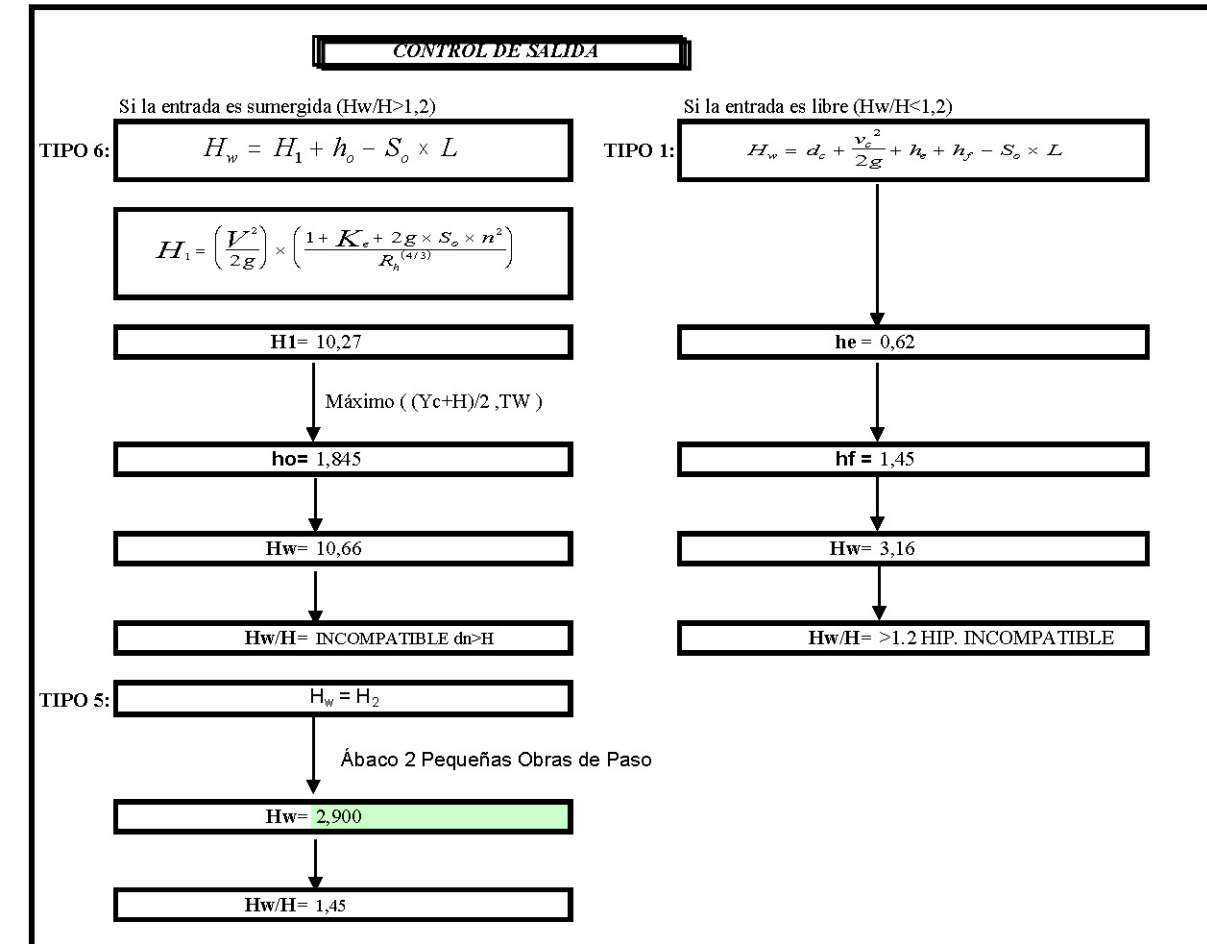 CONTROL DE SALIDA
Si la entrada es sumergida (Hw/H>1,2)
TIPO 6:
H_w = H_1 + h_o − S_o × L
H_1 = (V^2/2g) × ((1 + K_e + 2g × S_o × n^2)/R_h^(4/3))
H1= 10,27
Máximo ( (Yc+H)/2 ,TW )
ho= 1,845
Hw= 10,66
Hw/H= INCOMPATIBLE dn>H
TIPO 5:
H_w = H_2
Ábaco 2 Pequeñas Obras de Paso
Hw= 2,900
Hw/H= 1,45
Si la entrada es libre (Hw/H<1,2)
TIPO 1:
H_w = d_c + v_c^2/2g + h_e + h_f − S_o × L
he = 0,62
hf = 1,45
Hw= 3,16
Hw/H= >1.2 HIP. INCOMPATIBLE